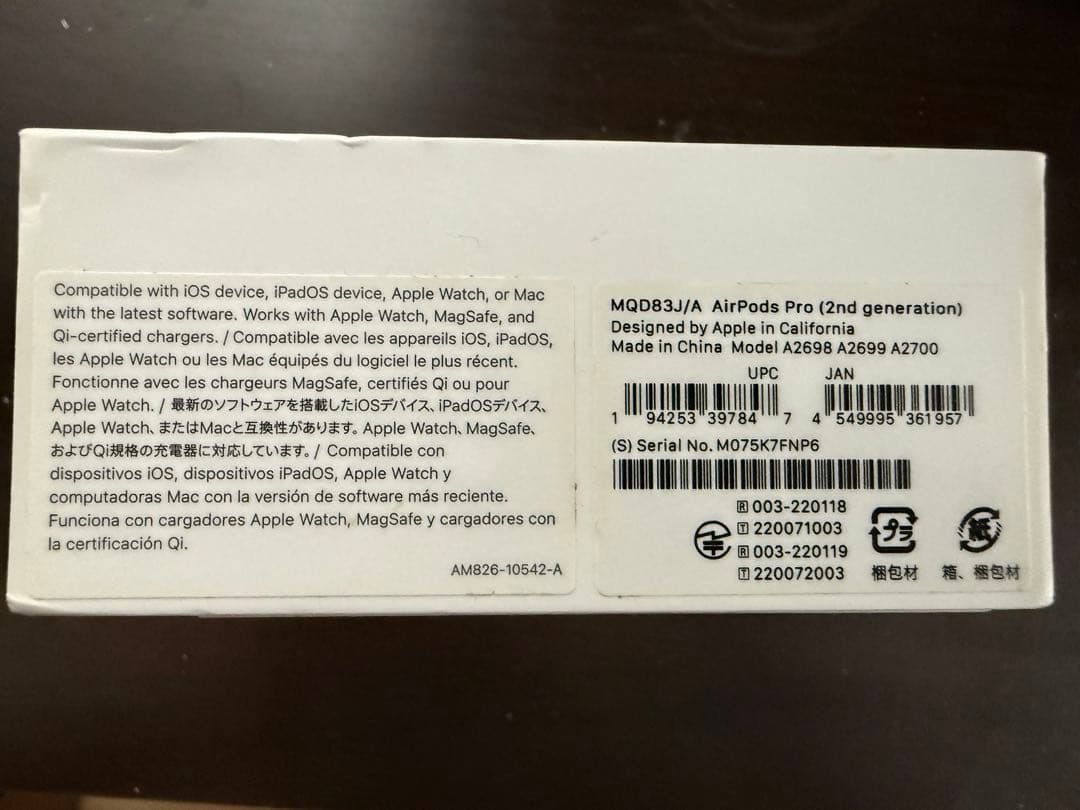 Compatible with iOS device, iPadOS device, Apple Watch, or Mac
with the latest software. Works with Apple Watch, MagSafe, and
Qi-certified chargers. / Compatible avec les appareils iOS, iPadOS,
les Apple Watch ou les Mac équipés du logiciel le plus récent.
Fonctionne avec les chargeurs MagSafe, certifiés Qi ou pour
Apple Watch. / 最新のソフトウェアを搭載したiOSデバイス、iPadOSデバイス、
Apple Watch、またはMacと互換性があります。Apple Watch、MagSafe、
およびQi規格の充電器に対応しています。/ Compatible con
dispositivos iOS, dispositivos iPadOS, Apple Watch y
computadoras Mac con la versión de software más reciente.
Funciona con cargadores Apple Watch, MagSafe y cargadores con
la certificación Qi.
AM826-10542-A
MQD83J/A AirPods Pro (2nd generation)
Designed by Apple in California
Made in China Model A2698 A2699 A2700
UPC JAN
1 94253 39784 7 4 549995 361957
(S) Serial No. M075K7FNP6
R 003-220118
T 220071003
R 003-220119
T 220072003
プラ 紙
梱包材 箱、梱包材